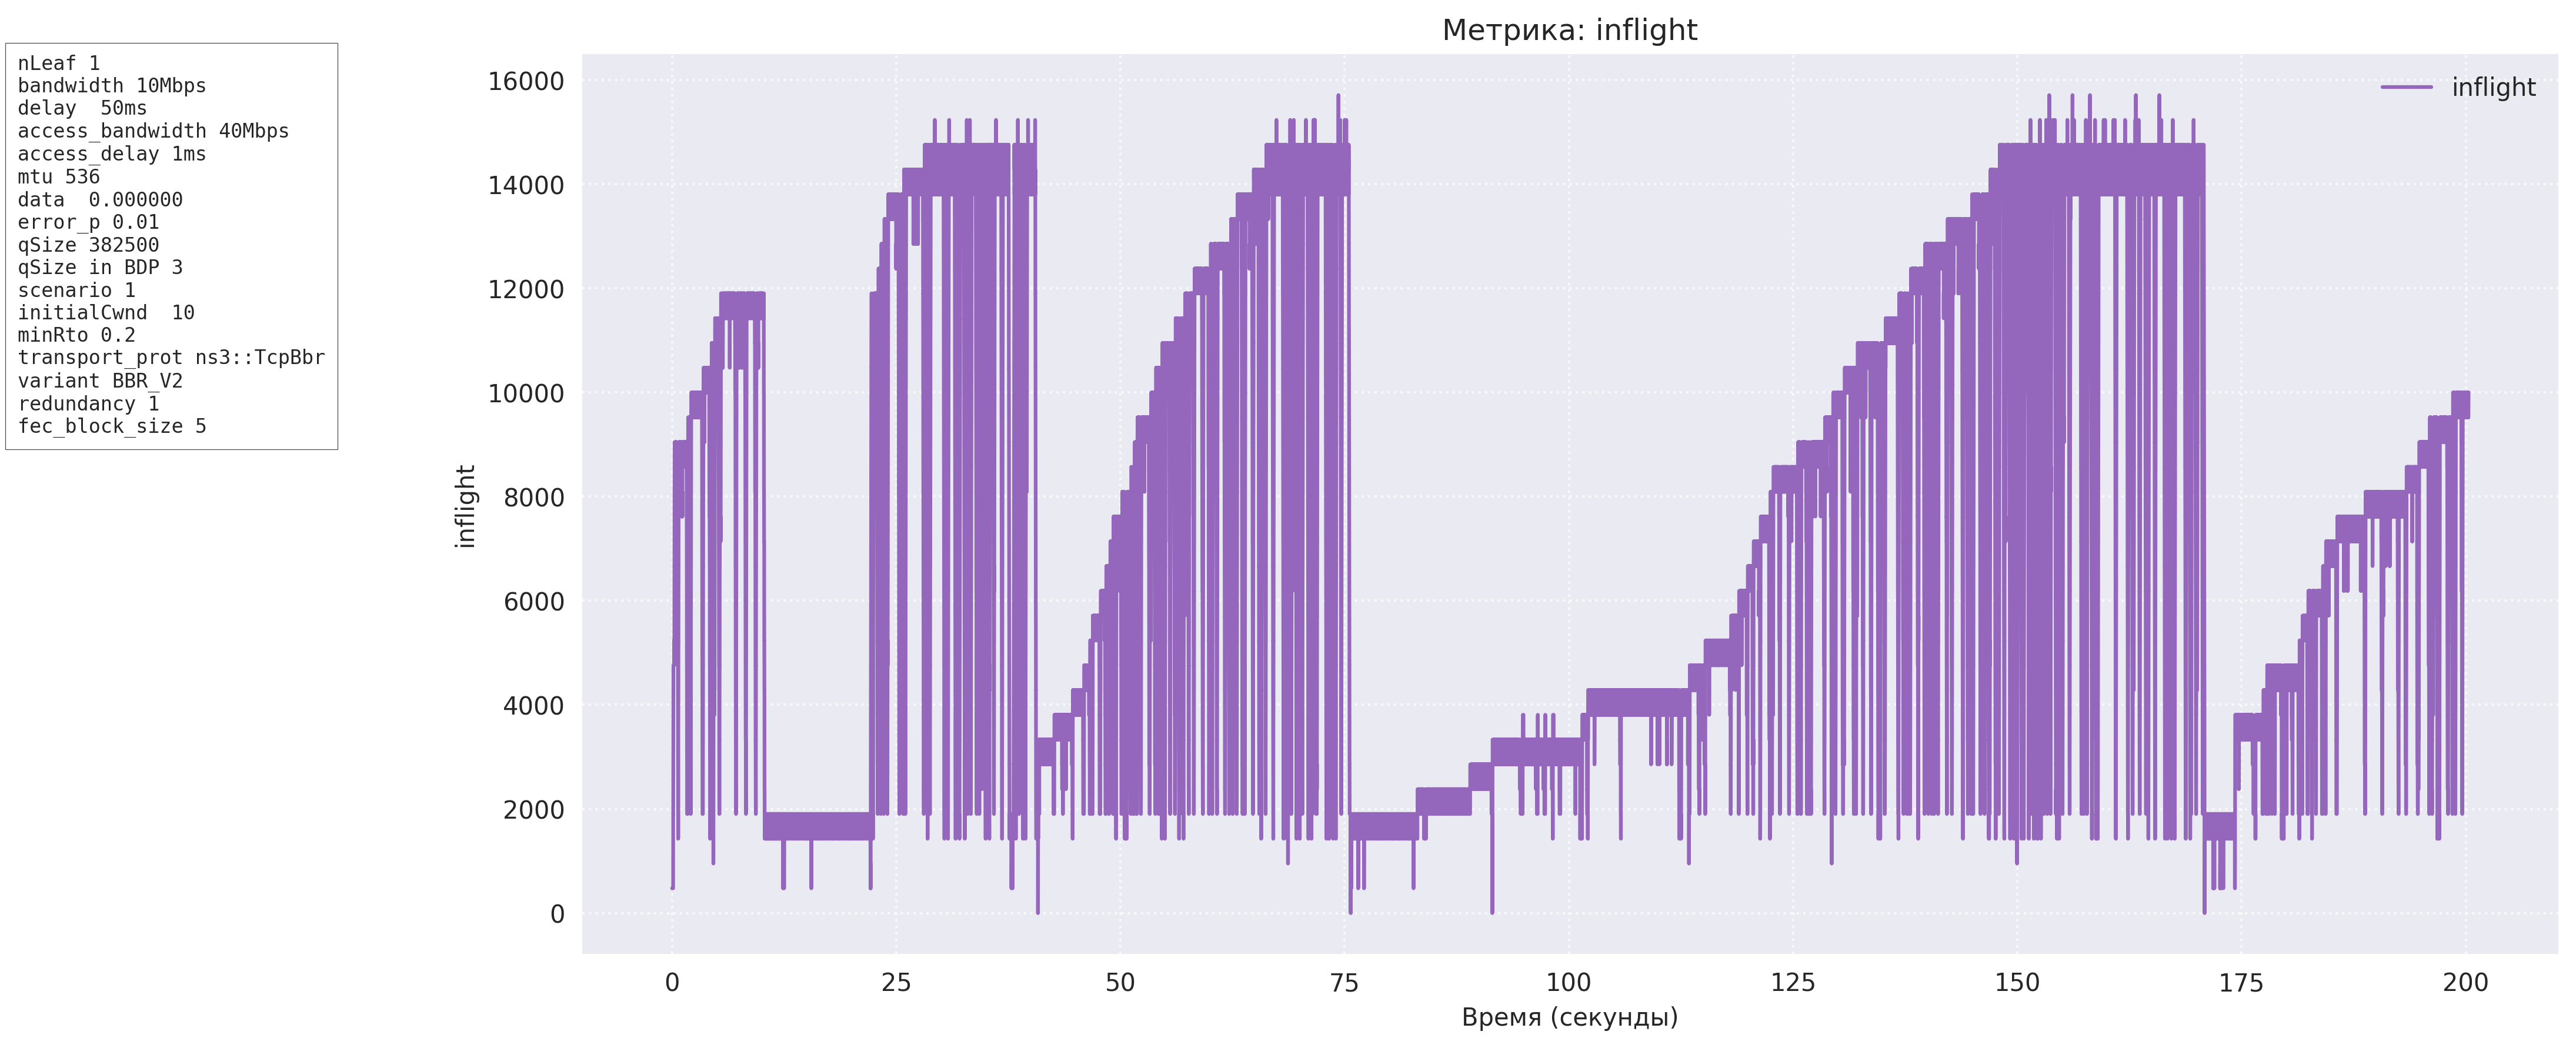 Метрика: inflight
nLeaf 1
bandwidth 10Mbps
delay  50ms
access_bandwidth 40Mbps
access_delay 1ms
mtu 536
data  0.000000
error_p 0.01
qSize 382500
qSize in BDP 3
scenario 1
initialCwnd  10
minRto 0.2
transport_prot ns3::TcpBbr
variant BBR_V2
redundancy 1
fec_block_size 5
inflight
16000
14000
12000
10000
8000
6000
4000
2000
0
inflight
0 25 50 75 100 125 150 175 200
Время (секунды)